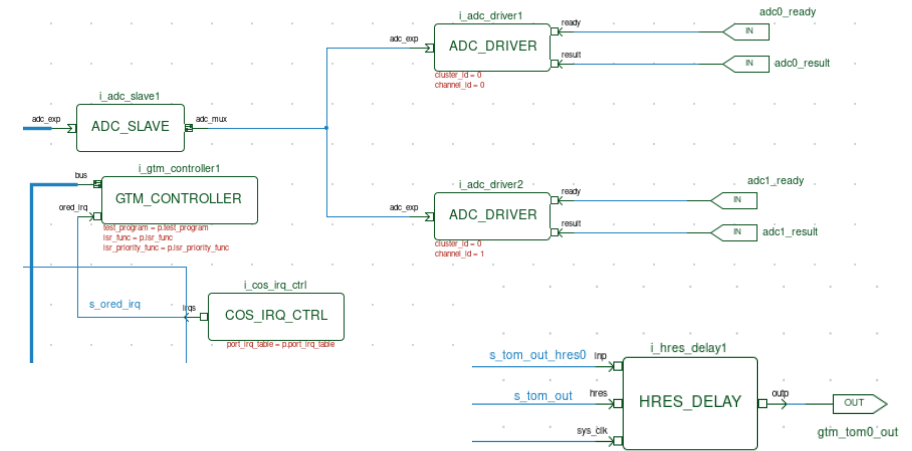 i_adc_driver1
adc_exp
ADC_DRIVER
ready
result
cluster_id = 0
channel_id = 0
adc0_ready
IN
IN
adc0_result
i_adc_slave1
adc_exp
ADC_SLAVE
adc_mux
i_gtm_controller1
bus
GTM_CONTROLLER
ored_irq
test_program = p.test_program
isr_func = p.isr_func
isr_priority_func = p.isr_priority_func
i_adc_driver2
adc_exp
ADC_DRIVER
ready
result
cluster_id = 0
channel_id = 1
adc1_ready
IN
IN
adc1_result
i_cos_irq_ctrl
s_ored_irq
irqs
COS_IRQ_CTRL
port_irq_table = p.port_irq_table
i_hres_delay1
s_tom_out_hres0
inp
s_tom_out
hres
sys_clk
HRES_DELAY
outp
OUT
gtm_tom0_out